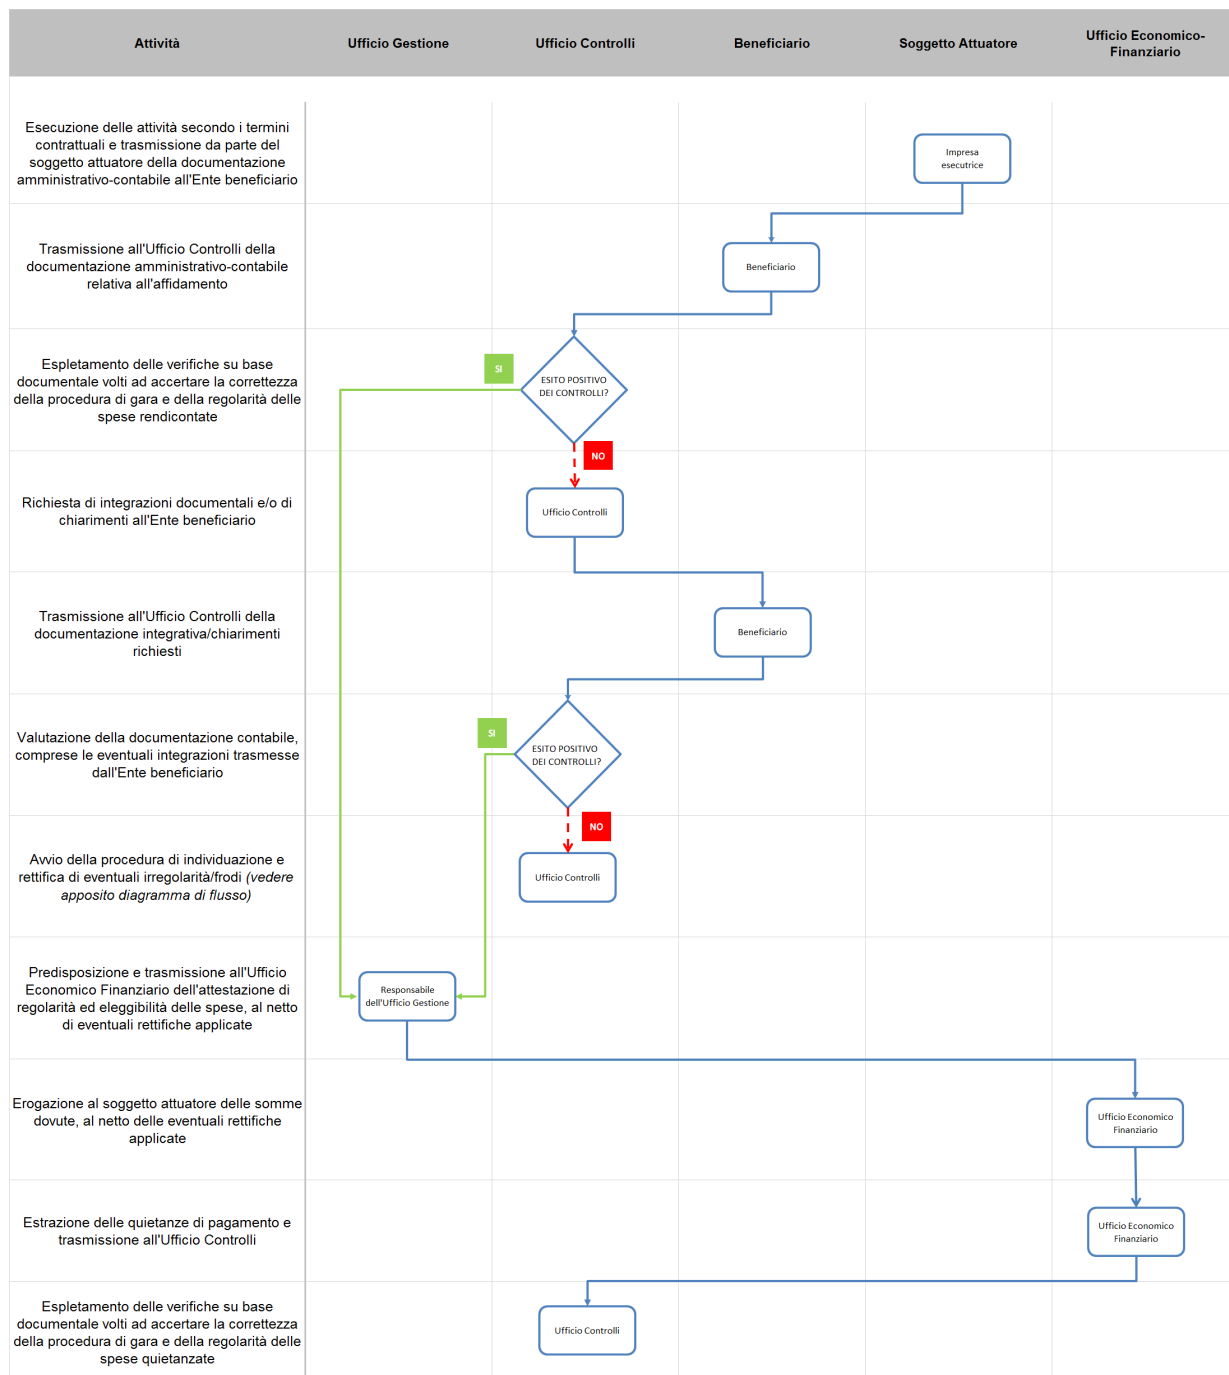 Attività
Ufficio Gestione
Ufficio Controlli
Beneficiario
Soggetto Attuatore
Ufficio Economico-
Finanziario
Esecuzione delle attività secondo i termini
contrattuali e trasmissione da parte del
soggetto attuatore della documentazione
amministrativo-contabile all'Ente beneficiario
Impresa
esecutrice
Trasmissione all'Ufficio Controlli della
documentazione amministrativo-contabile
relativa all'affidamento
Beneficiario
Espletamento delle verifiche su base
documentale volti ad accertare la correttezza
della procedura di gara e della regolarità delle
spese rendicontate
SI
ESITO POSITIVO
DEI CONTROLLI?
NO
Richiesta di integrazioni documentali e/o di
chiarimenti all'Ente beneficiario
Ufficio Controlli
Trasmissione all'Ufficio Controlli della
documentazione integrativa/chiarimenti
richiesti
Beneficiario
Valutazione della documentazione contabile,
comprese le eventuali integrazioni trasmesse
dall'Ente beneficiario
SI
ESITO POSITIVO
DEI CONTROLLI?
NO
Avvio della procedura di individuazione e
rettifica di eventuali irregolarità/frodi (vedere
apposito diagramma di flusso)
Ufficio Controlli
Predisposizione e trasmissione all'Ufficio
Economico Finanziario dell'attestazione di
regolarità ed eleggibilità delle spese, al netto
di eventuali rettifiche applicate
Responsabile
dell'Ufficio Gestione
Erogazione al soggetto attuatore delle somme
dovute, al netto delle eventuali rettifiche
applicate
Ufficio Economico
Finanziario
Estrazione delle quietanze di pagamento e
trasmissione all'Ufficio Controlli
Ufficio Economico
Finanziario
Espletamento delle verifiche su base
documentale volti ad accertare la correttezza
della procedura di gara e della regolarità delle
spese quietanzate
Ufficio Controlli